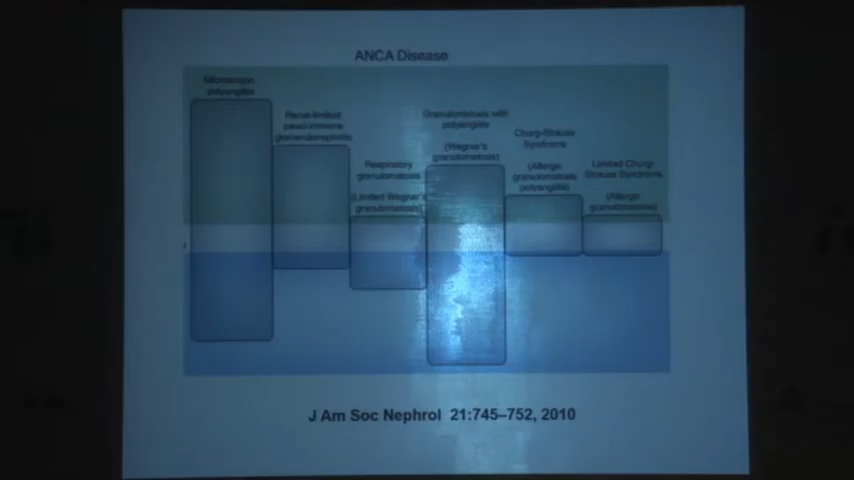 ANCA Disease
Microscopic
polyangiitis
Renal-limited
pauci-immune
glomerulonephritis
Respiratory
granulomatosis
(Limited Wegner's
granulomatosis)
Granulomatosis with
polyangiitis
(Wegner's
granulomatosis)
Churg-Strauss
Syndrome
(Allergic
granulomatosis
polyangiitis)
Limited Churg-
Strauss Syndrome
(Allergic
granulomatosis)
J Am Soc Nephrol 21:745–752, 2010